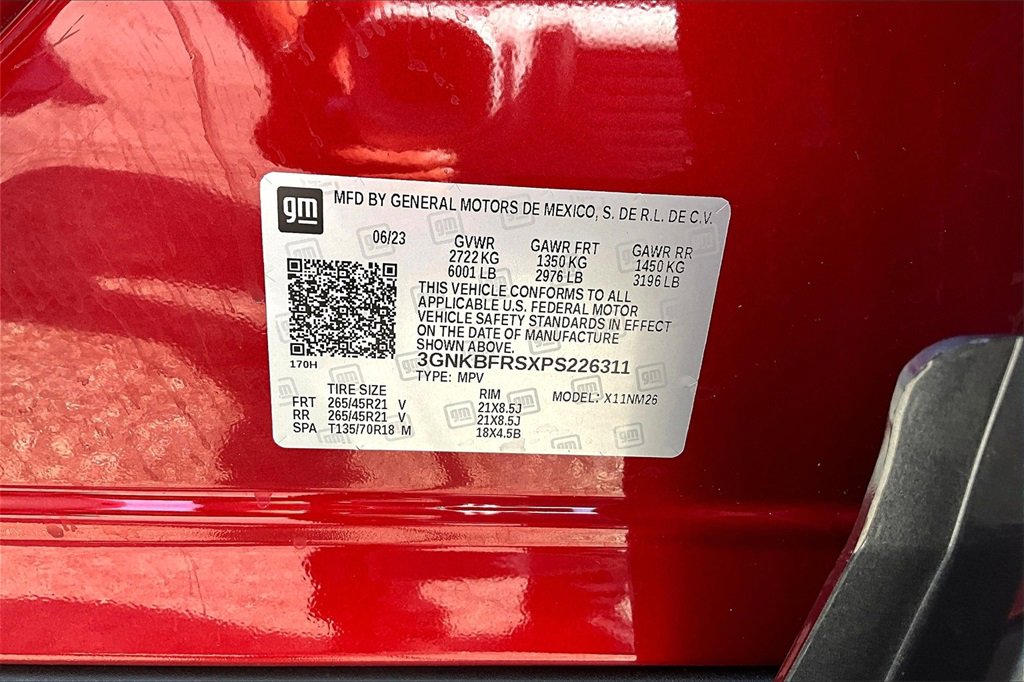 gm MFD BY GENERAL MOTORS DE MEXICO, S. DE R.L. DE C.V.
06/23 GVWR GAWR FRT GAWR RR
2722 KG 1350 KG 1450 KG
6001 LB 2976 LB 3196 LB
THIS VEHICLE CONFORMS TO ALL
APPLICABLE U.S. FEDERAL MOTOR
VEHICLE SAFETY STANDARDS IN EFFECT
ON THE DATE OF MANUFACTURE
SHOWN ABOVE.
170H
3GNKBFRSXPS226311
TYPE: MPV
TIRE SIZE RIM MODEL: X11NM26
FRT 265/45R21 V 21X8.5J
RR 265/45R21 V 21X8.5J
SPA T135/70R18 M 18X4.5B